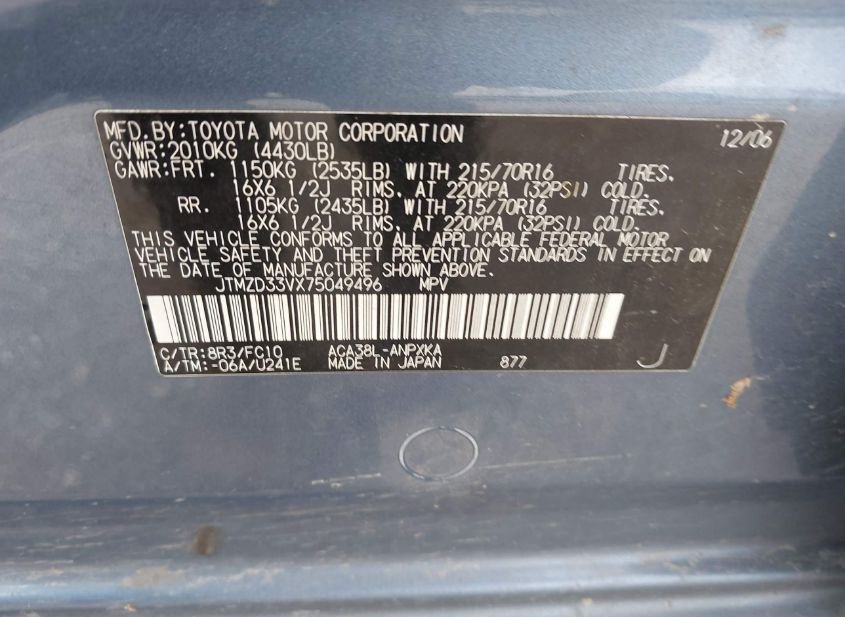 MFD.BY:TOYOTA MOTOR CORPORATION 12/06
GVWR:2010KG (4430LB)
GAWR:FRT. 1150KG (2535LB) WITH 215/70R16 TIRES.
16X6 1/2J RIMS. AT 220KPA (32PSI) COLD.
RR. 1105KG (2435LB) WITH 215/70R16 TIRES.
16X6 1/2J RIMS. AT 220KPA (32PSI) COLD.
THIS VEHICLE CONFORMS TO ALL APPLICABLE FEDERAL MOTOR
VEHICLE SAFETY AND THEFT PREVENTION STANDARDS IN EFFECT ON
THE DATE OF MANUFACTURE SHOWN ABOVE.
JTMZD33VX75049496 MPV
C/TR:8R3/FC10 ACA38L-ANPXKA
A/TM:-06A/U241E MADE IN JAPAN 877 J